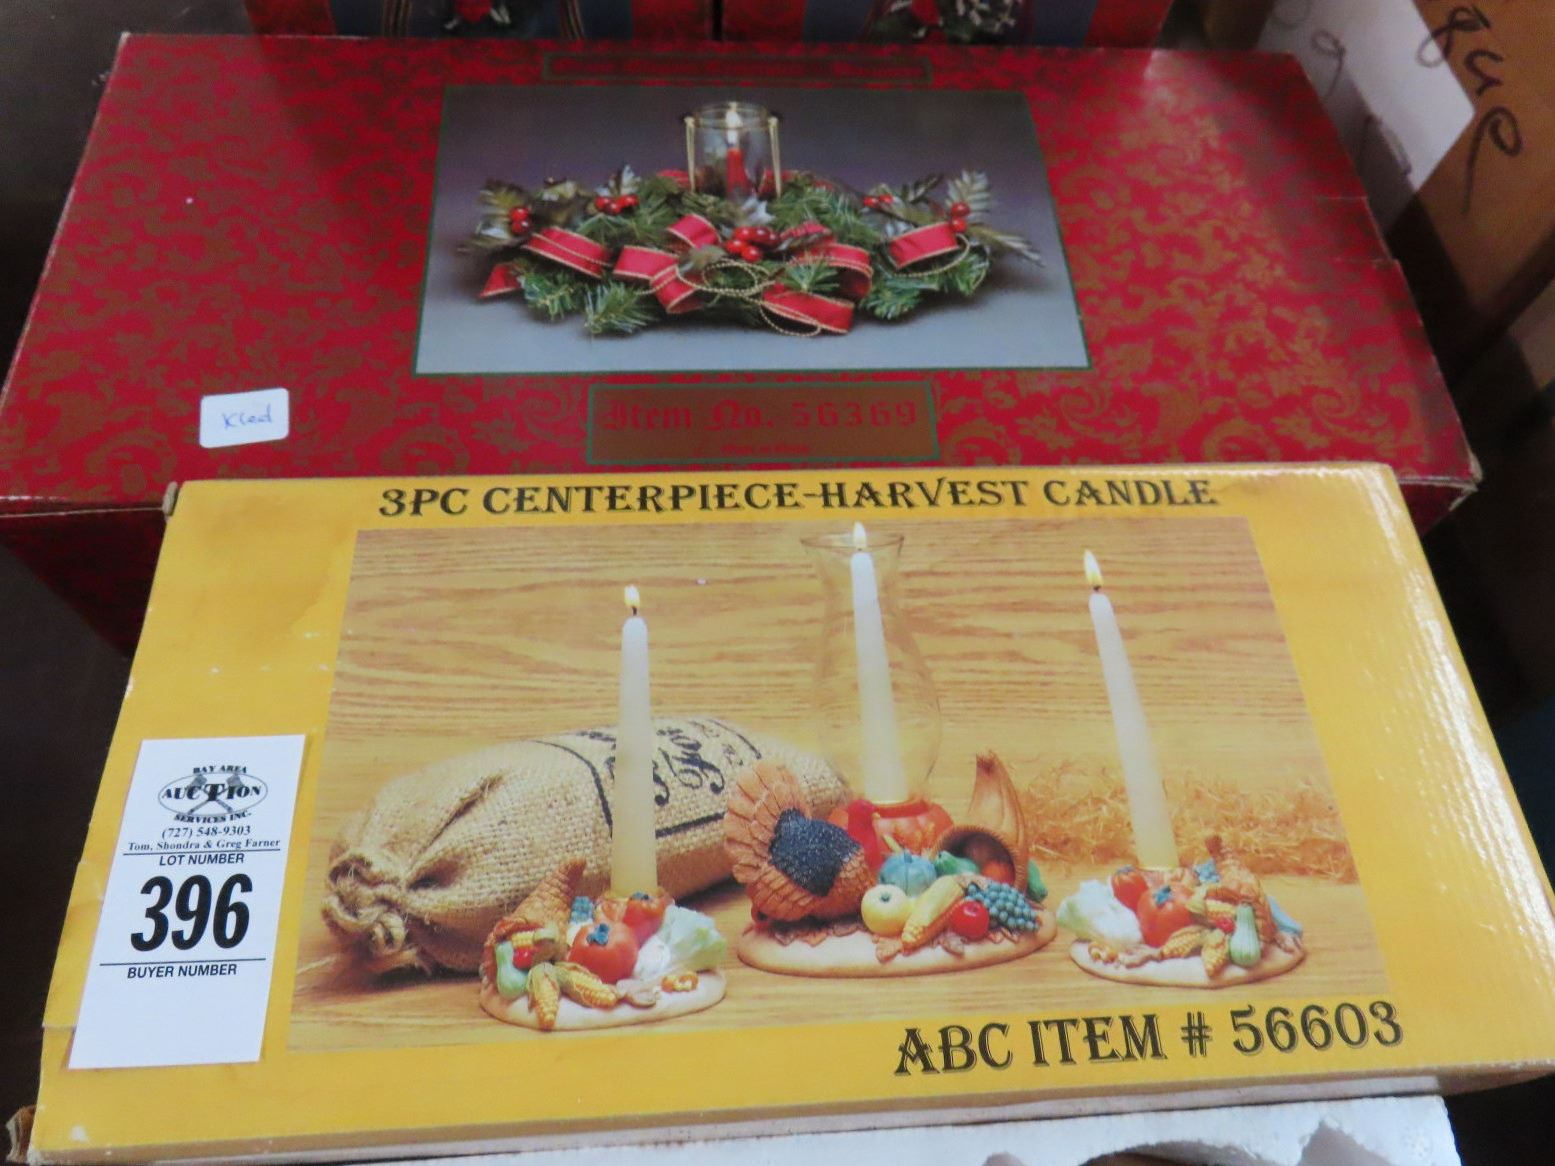 Kled
Item No. 56369
3PC CENTERPIECE-HARVEST CANDLE
BAY AREA
AUCTION
SERVICES INC.
(727) 548-9303
Tom, Shondra & Greg Farner
LOT NUMBER
396
BUYER NUMBER
ABC ITEM # 56603